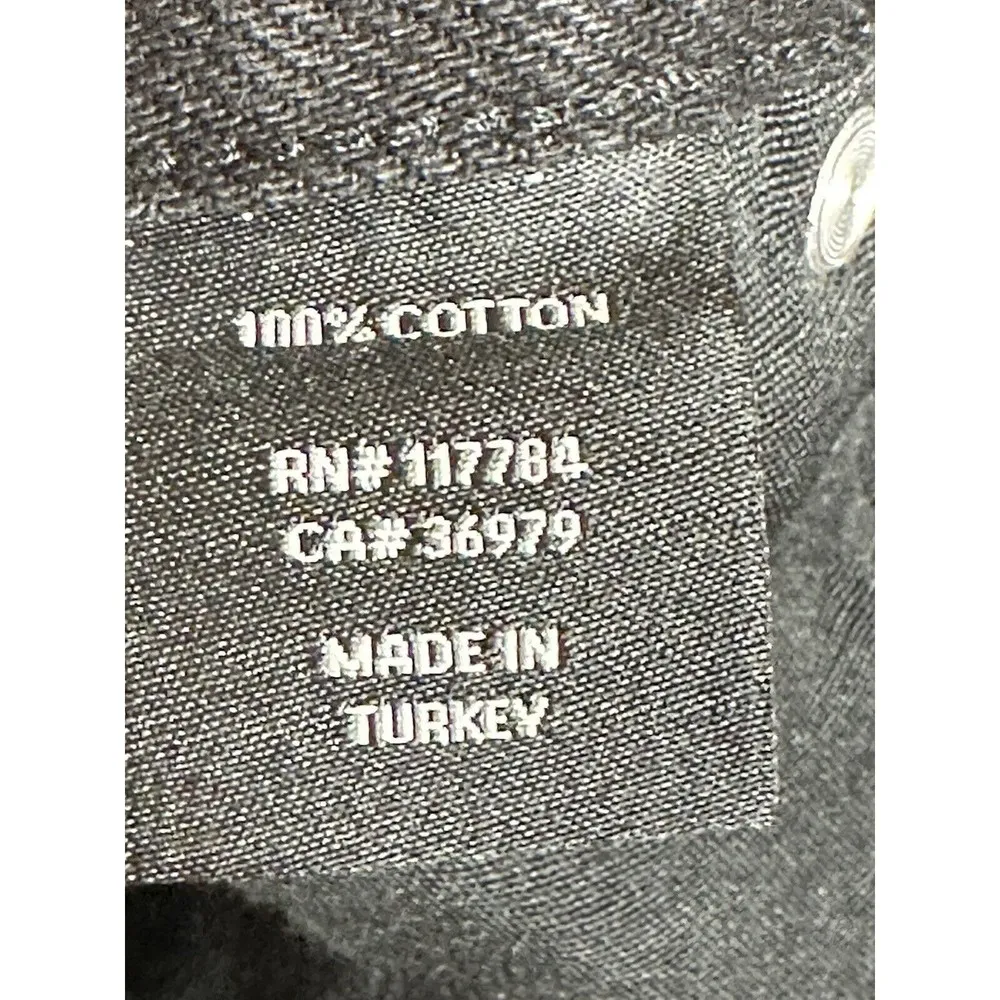 100% COTTON
RN# 117784
CA# 36979
MADE IN
TURKEY